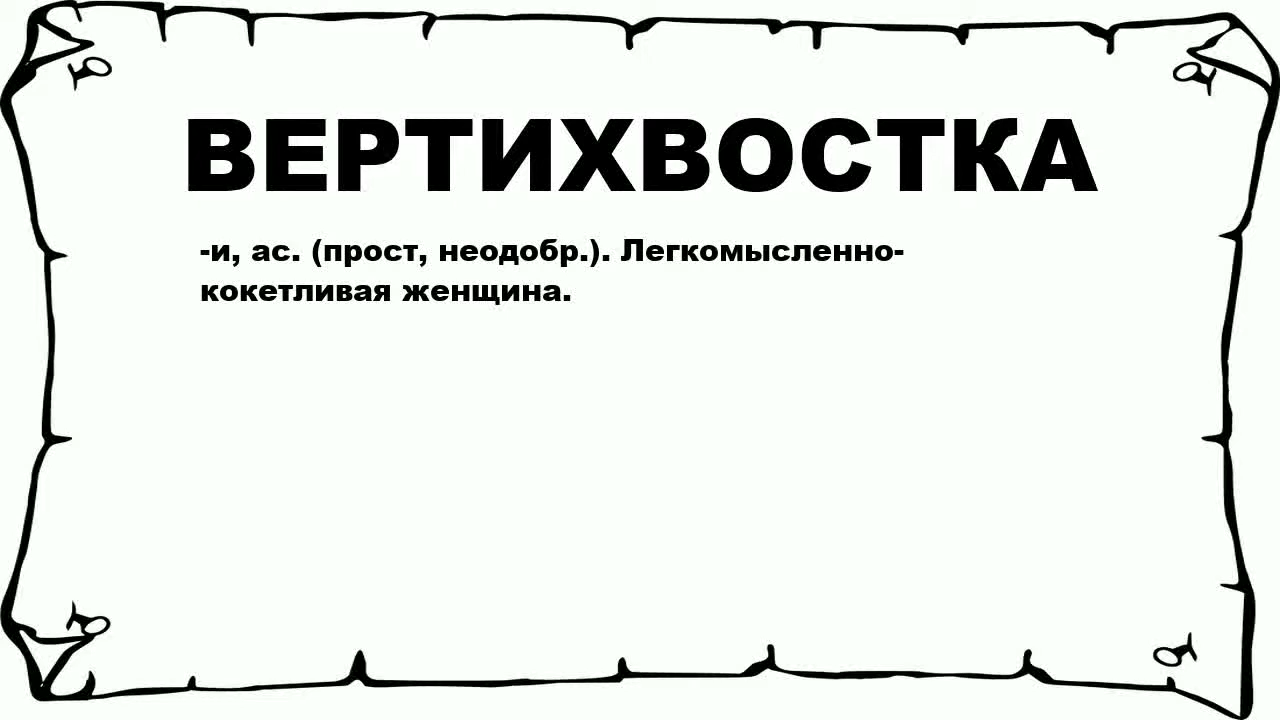 ВЕРТИХВОСТКА
-и, ас. (прост, неодобр.). Легкомысленно-
кокетливая женщина.